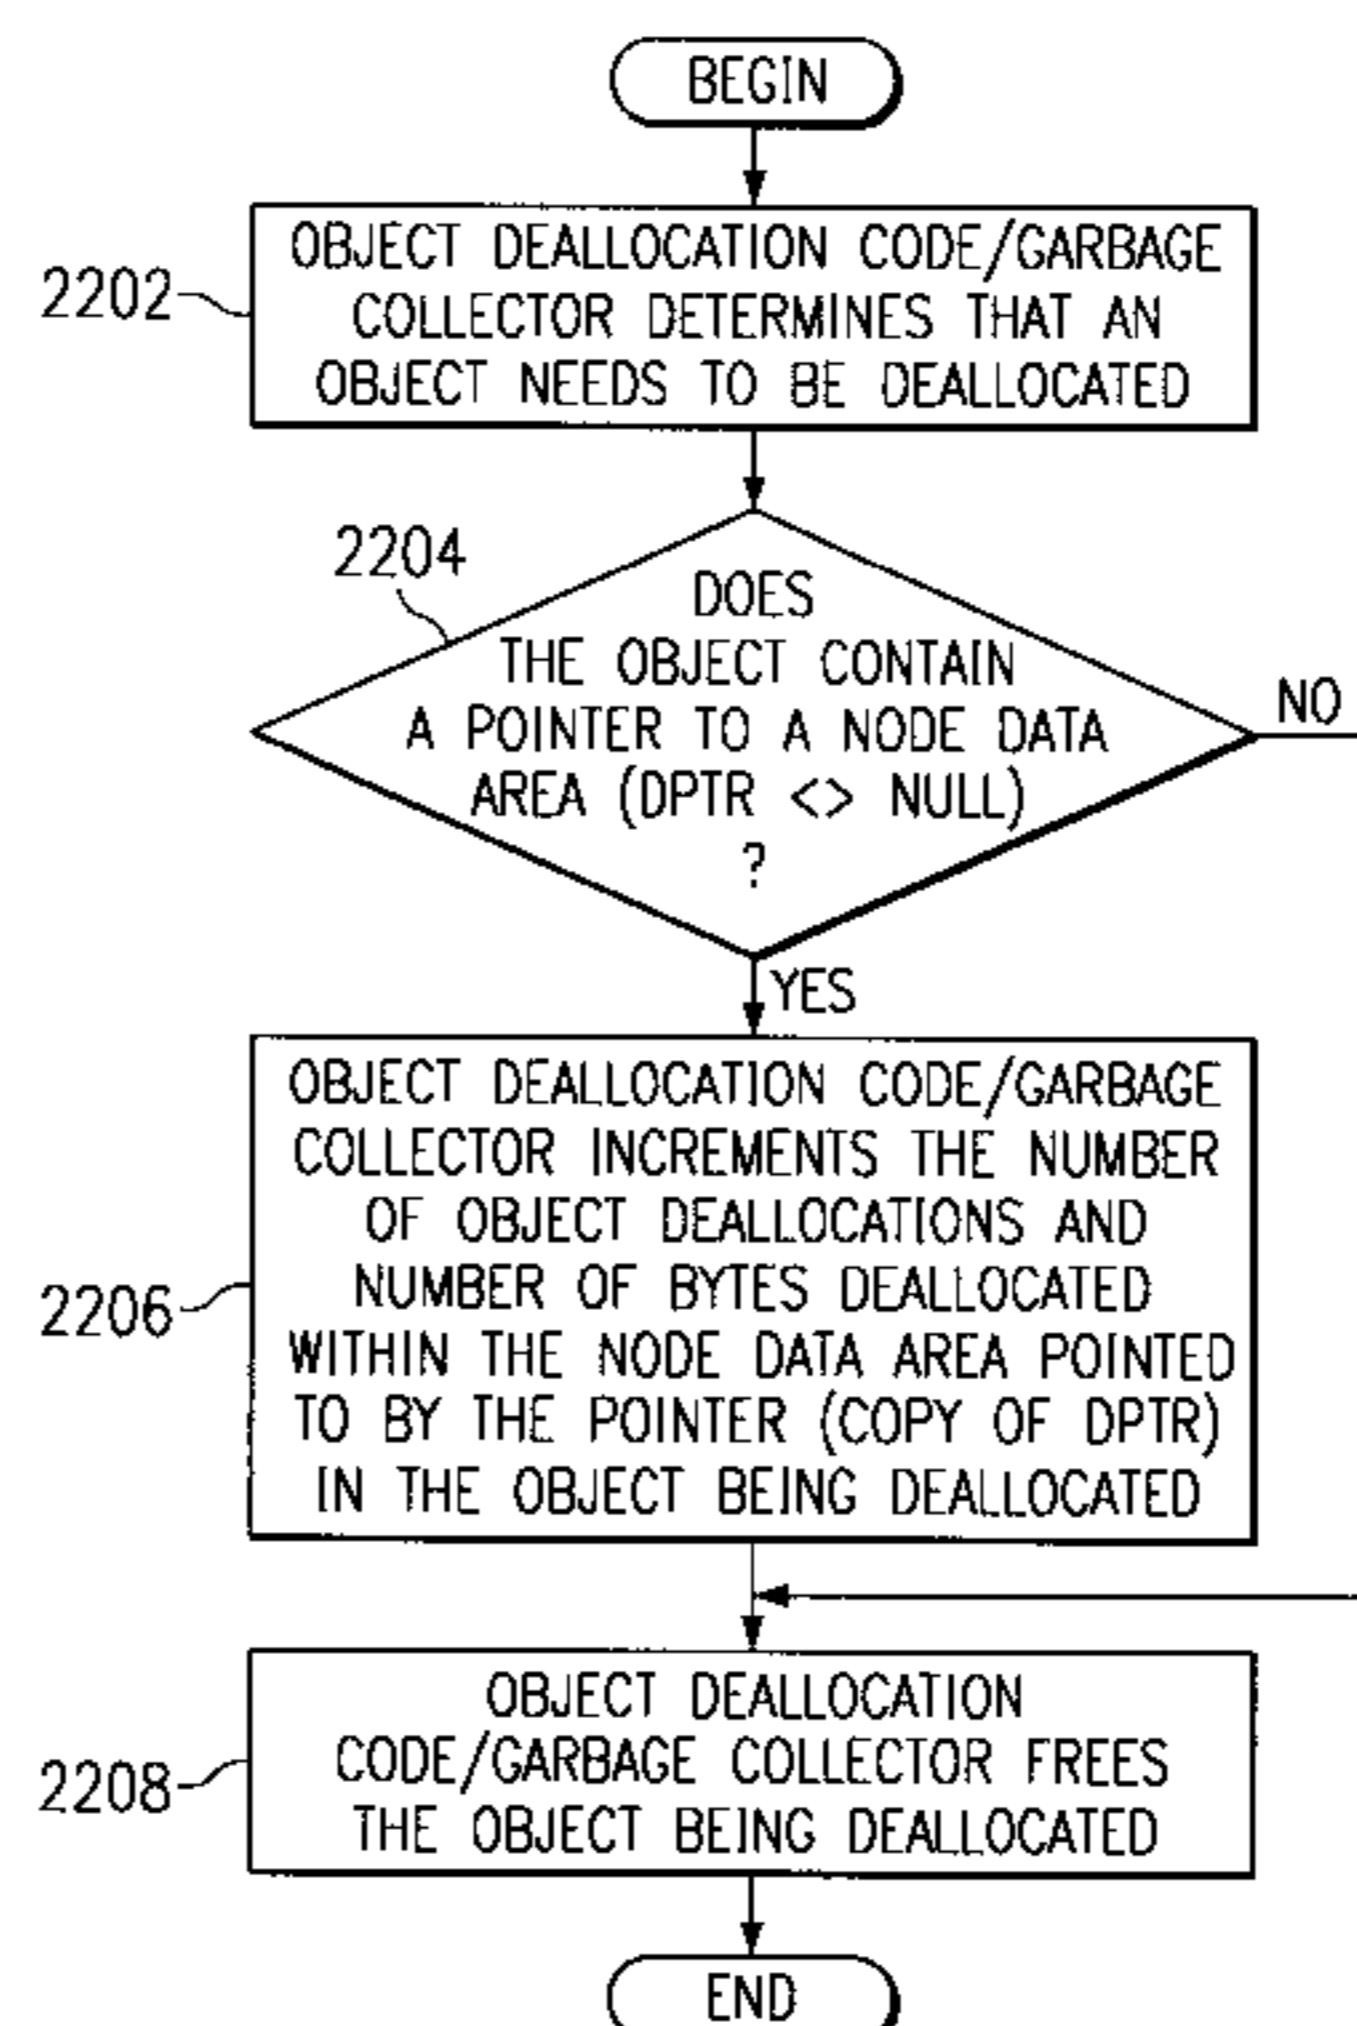 BEGIN
2202
OBJECT DEALLOCATION CODE/GARBAGE
COLLECTOR DETERMINES THAT AN
OBJECT NEEDS TO BE DEALLOCATED
2204
DOES
THE OBJECT CONTAIN
A POINTER TO A NODE DATA
AREA (DPTR <> NULL)
?
NO
YES
2206
OBJECT DEALLOCATION CODE/GARBAGE
COLLECTOR INCREMENTS THE NUMBER
OF OBJECT DEALLOCATIONS AND
NUMBER OF BYTES DEALLOCATED
WITHIN THE NODE DATA AREA POINTED
TO BY THE POINTER (COPY OF DPTR)
IN THE OBJECT BEING DEALLOCATED
2208
OBJECT DEALLOCATION
CODE/GARBAGE COLLECTOR FREES
THE OBJECT BEING DEALLOCATED
END